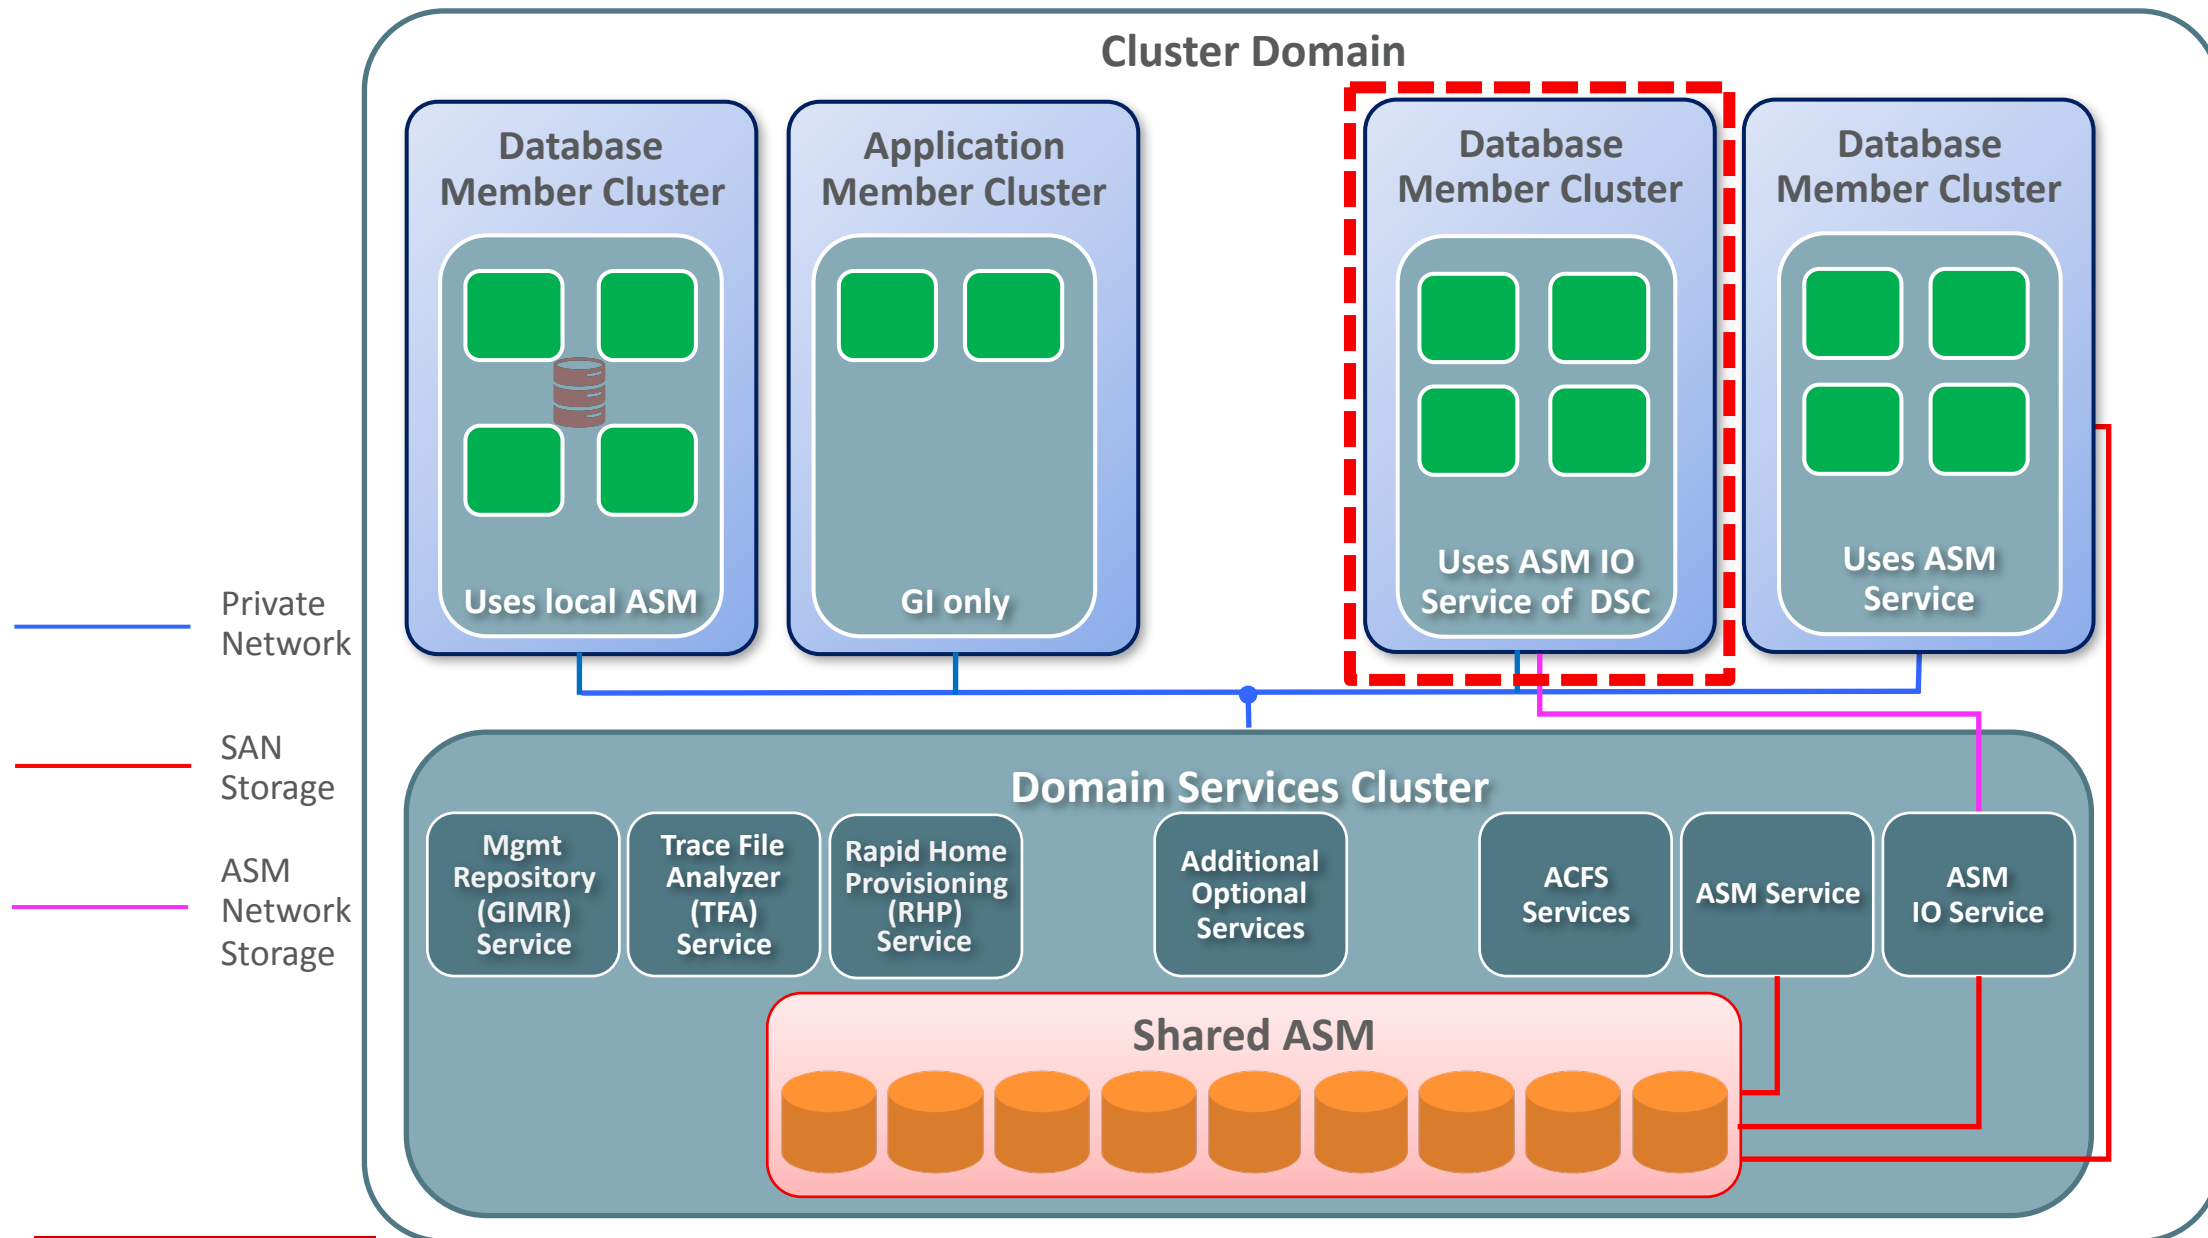 Cluster Domain
Database
Member Cluster
Uses local ASM
Application
Member Cluster
GI only
Database
Member Cluster
Uses ASM IO
Service of DSC
Database
Member Cluster
Uses ASM
Service
Private
Network
SAN
Storage
ASM
Network
Storage
Domain Services Cluster
Mgmt
Repository
(GIMR)
Service
Trace File
Analyzer
(TFA)
Service
Rapid Home
Provisioning
(RHP)
Service
Additional
Optional
Services
ACFS
Services
ASM Service
ASM
IO Service
Shared ASM